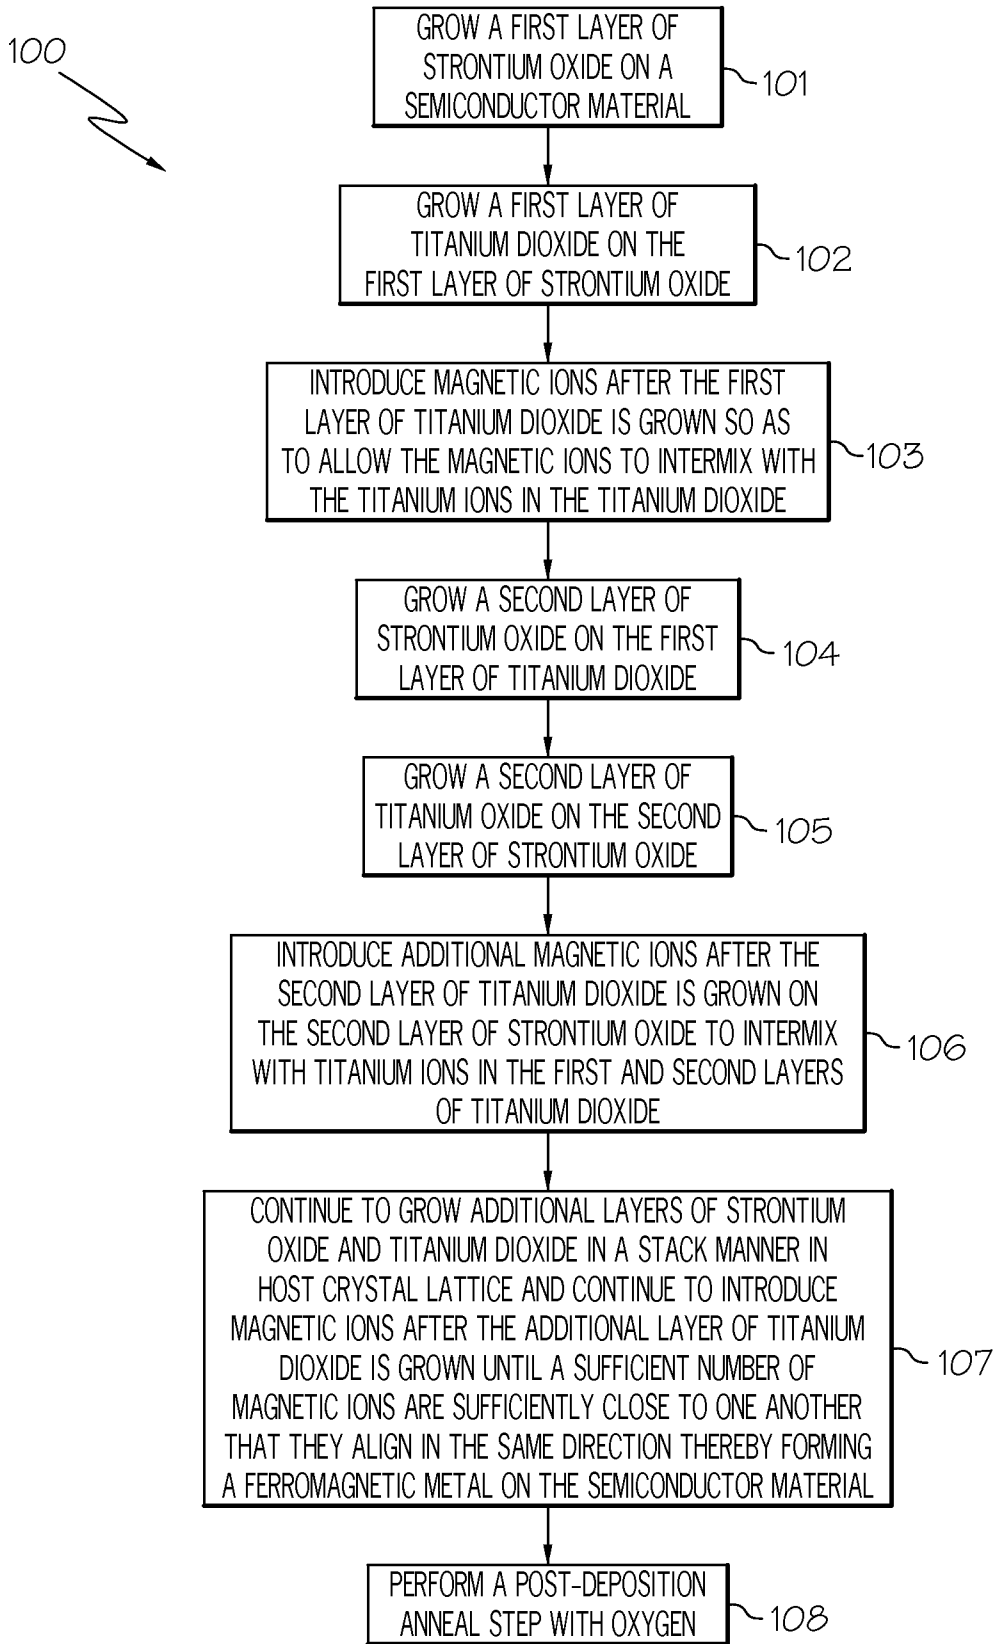 100
GROW A FIRST LAYER OF
STRONTIUM OXIDE ON A
SEMICONDUCTOR MATERIAL
101
GROW A FIRST LAYER OF
TITANIUM DIOXIDE ON THE
FIRST LAYER OF STRONTIUM OXIDE
102
INTRODUCE MAGNETIC IONS AFTER THE FIRST
LAYER OF TITANIUM DIOXIDE IS GROWN SO AS
TO ALLOW THE MAGNETIC IONS TO INTERMIX WITH
THE TITANIUM IONS IN THE TITANIUM DIOXIDE
103
GROW A SECOND LAYER OF
STRONTIUM OXIDE ON THE FIRST
LAYER OF TITANIUM DIOXIDE
104
GROW A SECOND LAYER OF
TITANIUM OXIDE ON THE SECOND
LAYER OF STRONTIUM OXIDE
105
INTRODUCE ADDITIONAL MAGNETIC IONS AFTER THE
SECOND LAYER OF TITANIUM DIOXIDE IS GROWN ON
THE SECOND LAYER OF STRONTIUM OXIDE TO INTERMIX
WITH TITANIUM IONS IN THE FIRST AND SECOND LAYERS
OF TITANIUM DIOXIDE
106
CONTINUE TO GROW ADDITIONAL LAYERS OF STRONTIUM
OXIDE AND TITANIUM DIOXIDE IN A STACK MANNER IN
HOST CRYSTAL LATTICE AND CONTINUE TO INTRODUCE
MAGNETIC IONS AFTER THE ADDITIONAL LAYER OF TITANIUM
DIOXIDE IS GROWN UNTIL A SUFFICIENT NUMBER OF
MAGNETIC IONS ARE SUFFICIENTLY CLOSE TO ONE ANOTHER
THAT THEY ALIGN IN THE SAME DIRECTION THEREBY FORMING
A FERROMAGNETIC METAL ON THE SEMICONDUCTOR MATERIAL
107
PERFORM A POST-DEPOSITION
ANNEAL STEP WITH OXYGEN
108